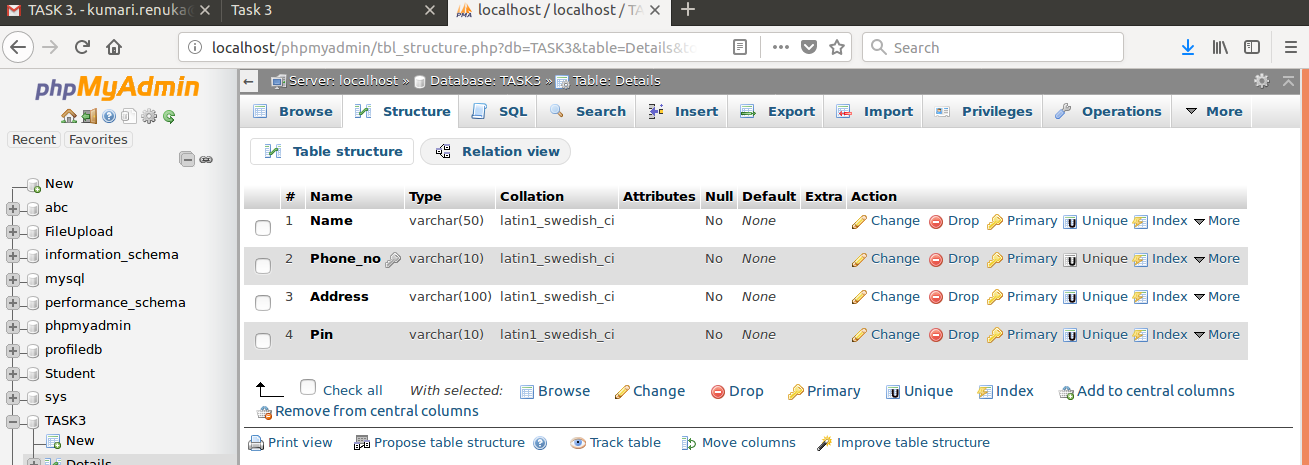 TASK 3. - kumari.renuka@
Task 3
localhost / localhost / TA
localhost/phpmyadmin/tbl_structure.php?db=TASK3&table=Details&
Search
phpMyAdmin
Recent Favorites
New
abc
FileUpload
information_schema
mysql
performance_schema
phpmyadmin
profiledb
Student
sys
TASK3
New
Details
Server: localhost » Database: TASK3 » Table: Details
Browse Structure SQL Search Insert Export Import Privileges Operations More
Table structure Relation view
# Name Type Collation Attributes Null Default Extra Action
1 Name varchar(50) latin1_swedish_ci No None Change Drop Primary Unique Index More
2 Phone_no varchar(10) latin1_swedish_ci No None Change Drop Primary Unique Index More
3 Address varchar(100) latin1_swedish_ci No None Change Drop Primary Unique Index More
4 Pin varchar(10) latin1_swedish_ci No None Change Drop Primary Unique Index More
Check all With selected: Browse Change Drop Primary Unique Index Add to central columns
Remove from central columns
Print view Propose table structure Track table Move columns Improve table structure